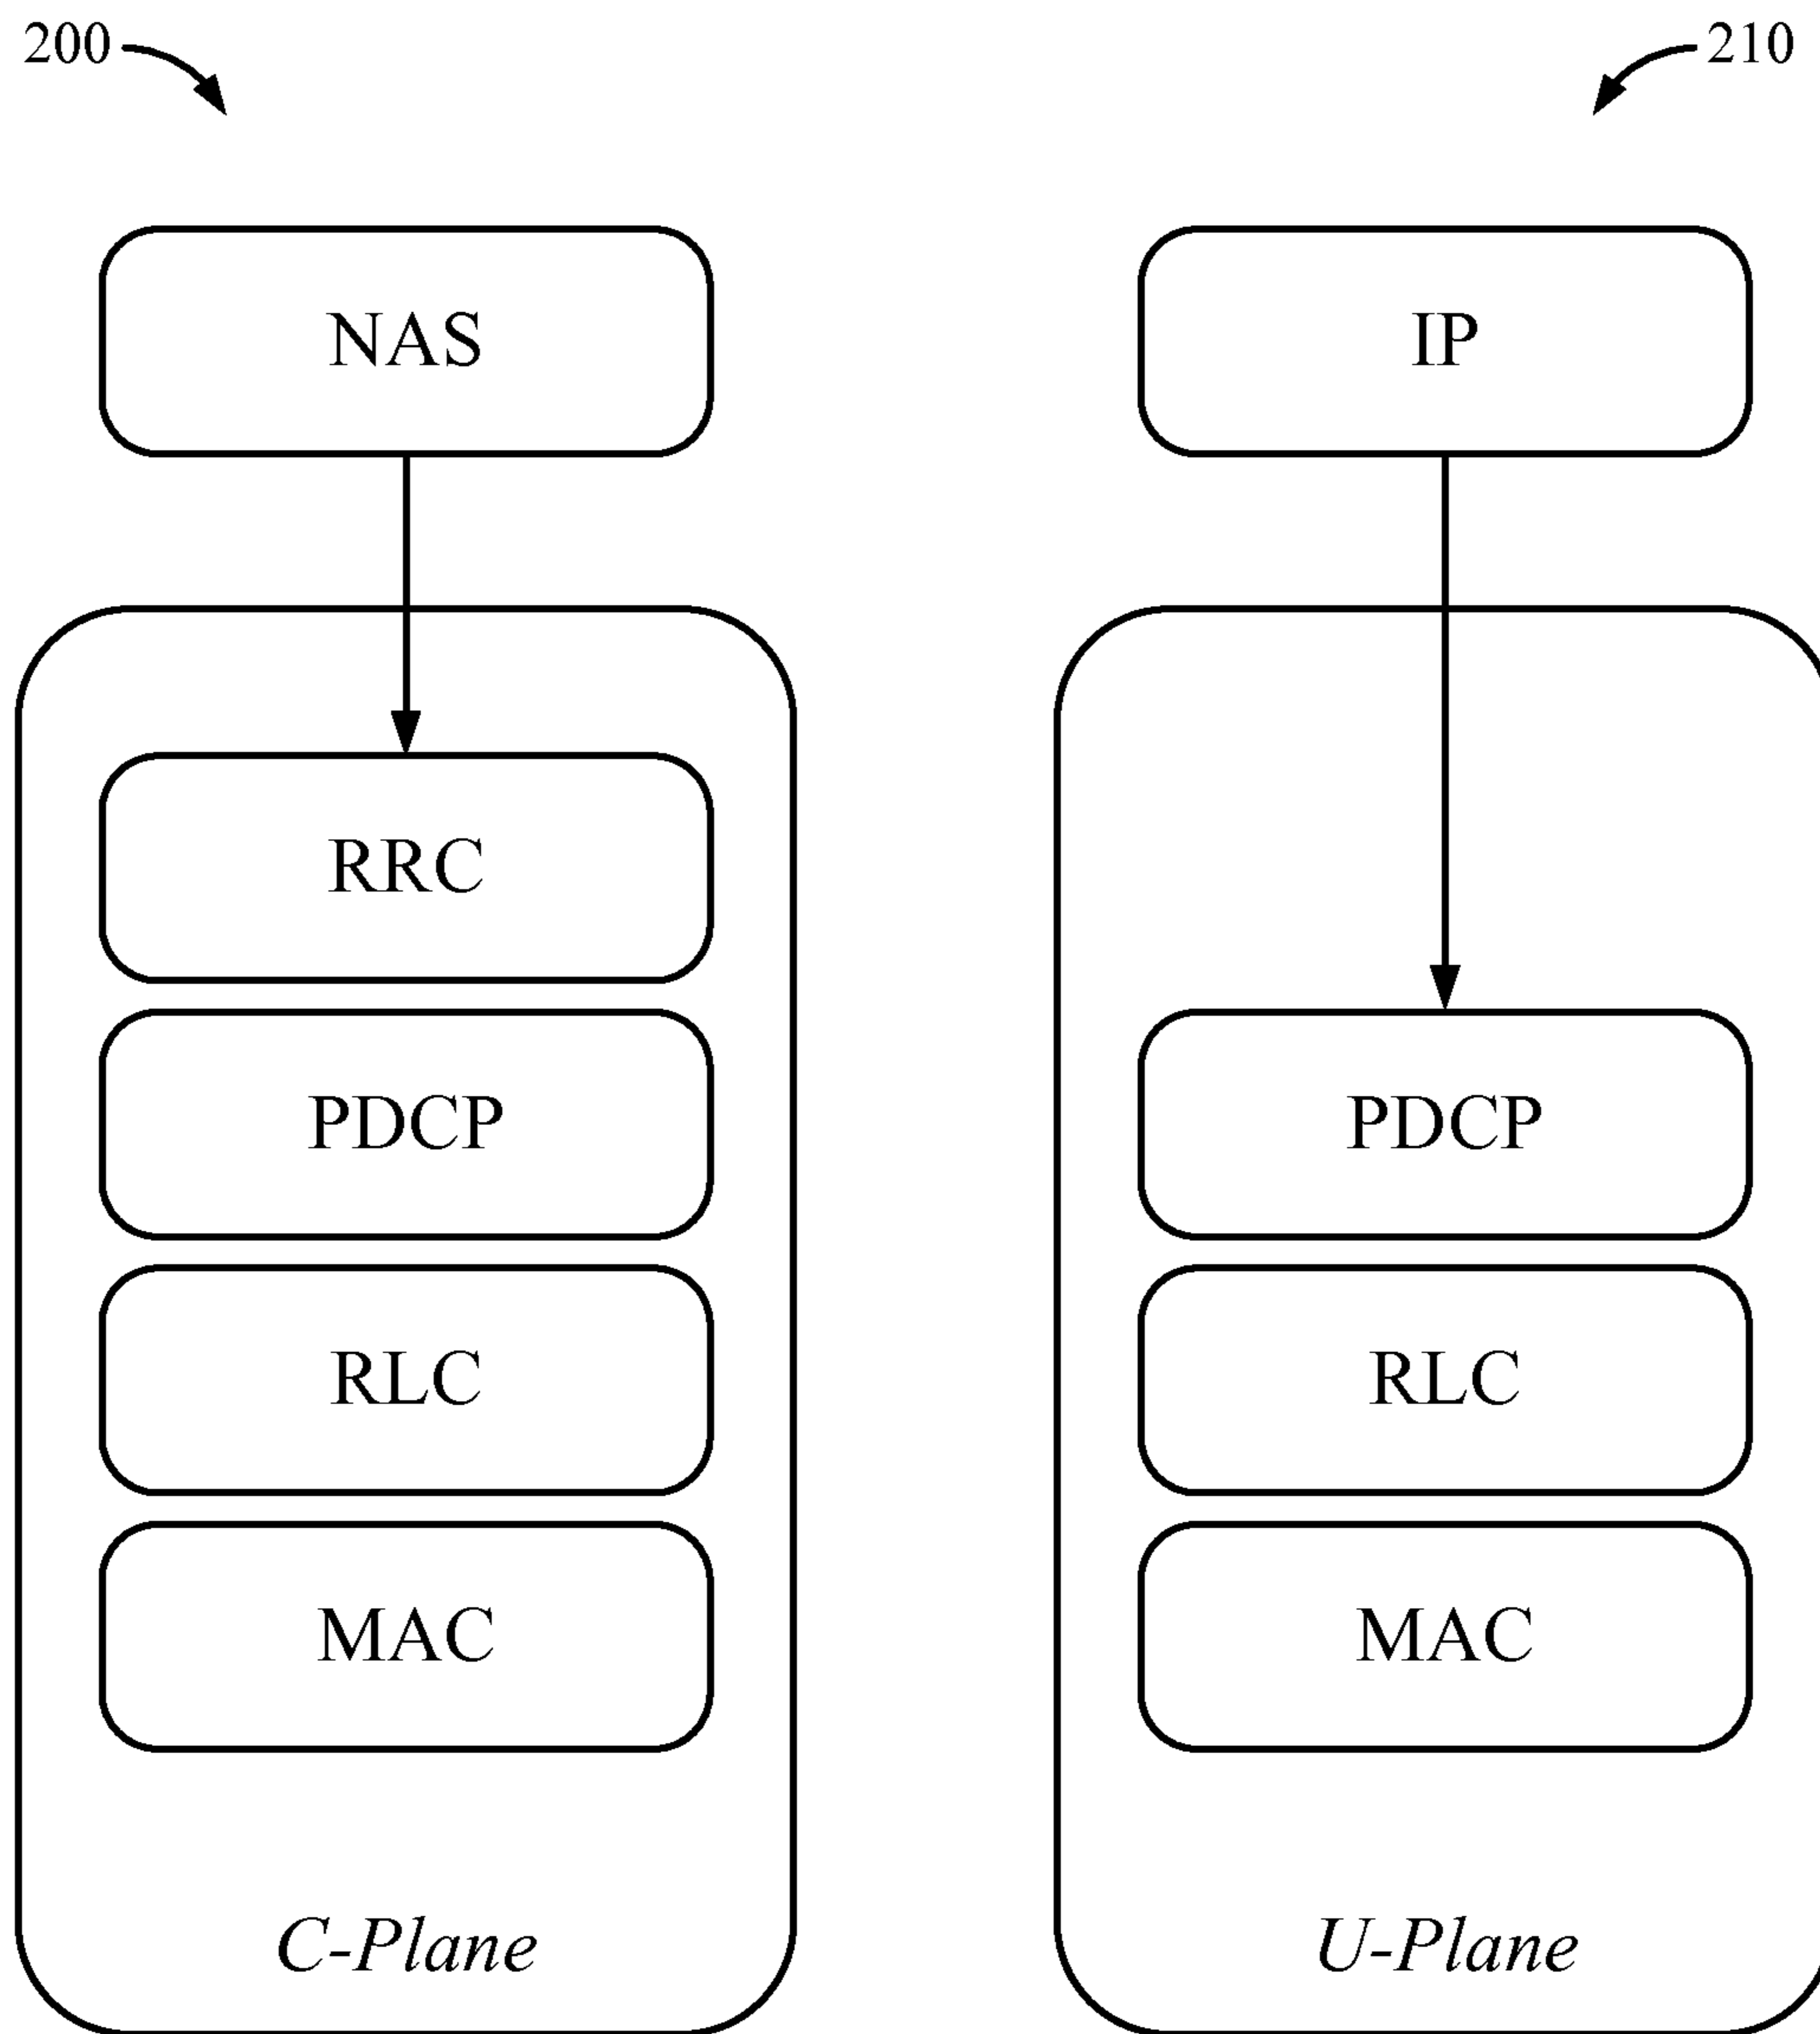 200
210
NAS
IP
RRC
PDCP
PDCP
RLC
RLC
MAC
MAC
C-Plane
U-Plane